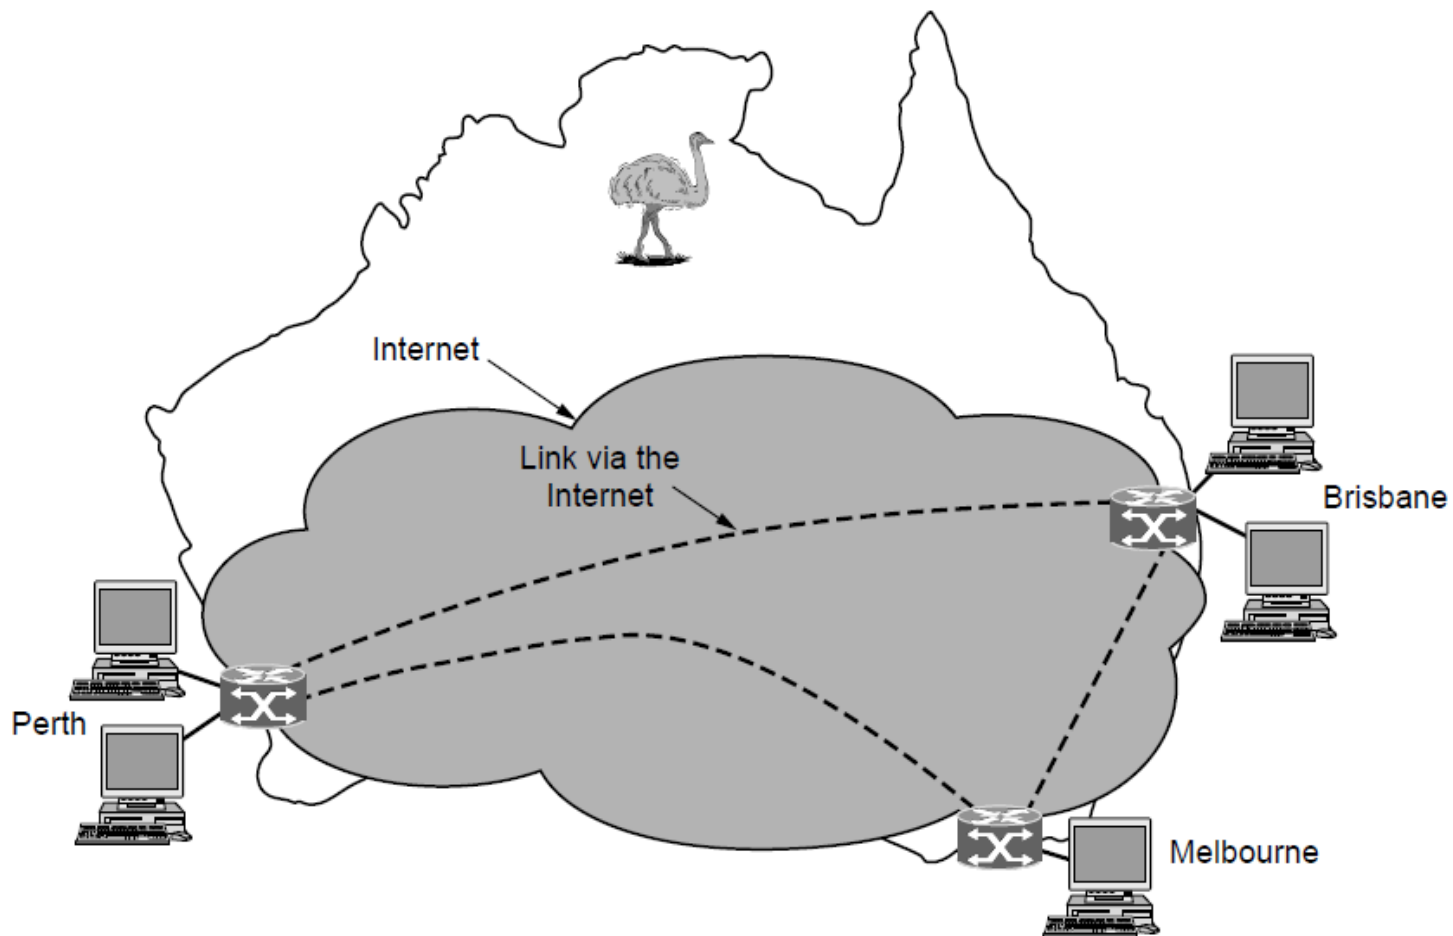 Internet
Link via the
Internet
Brisbane
Perth
Melbourne